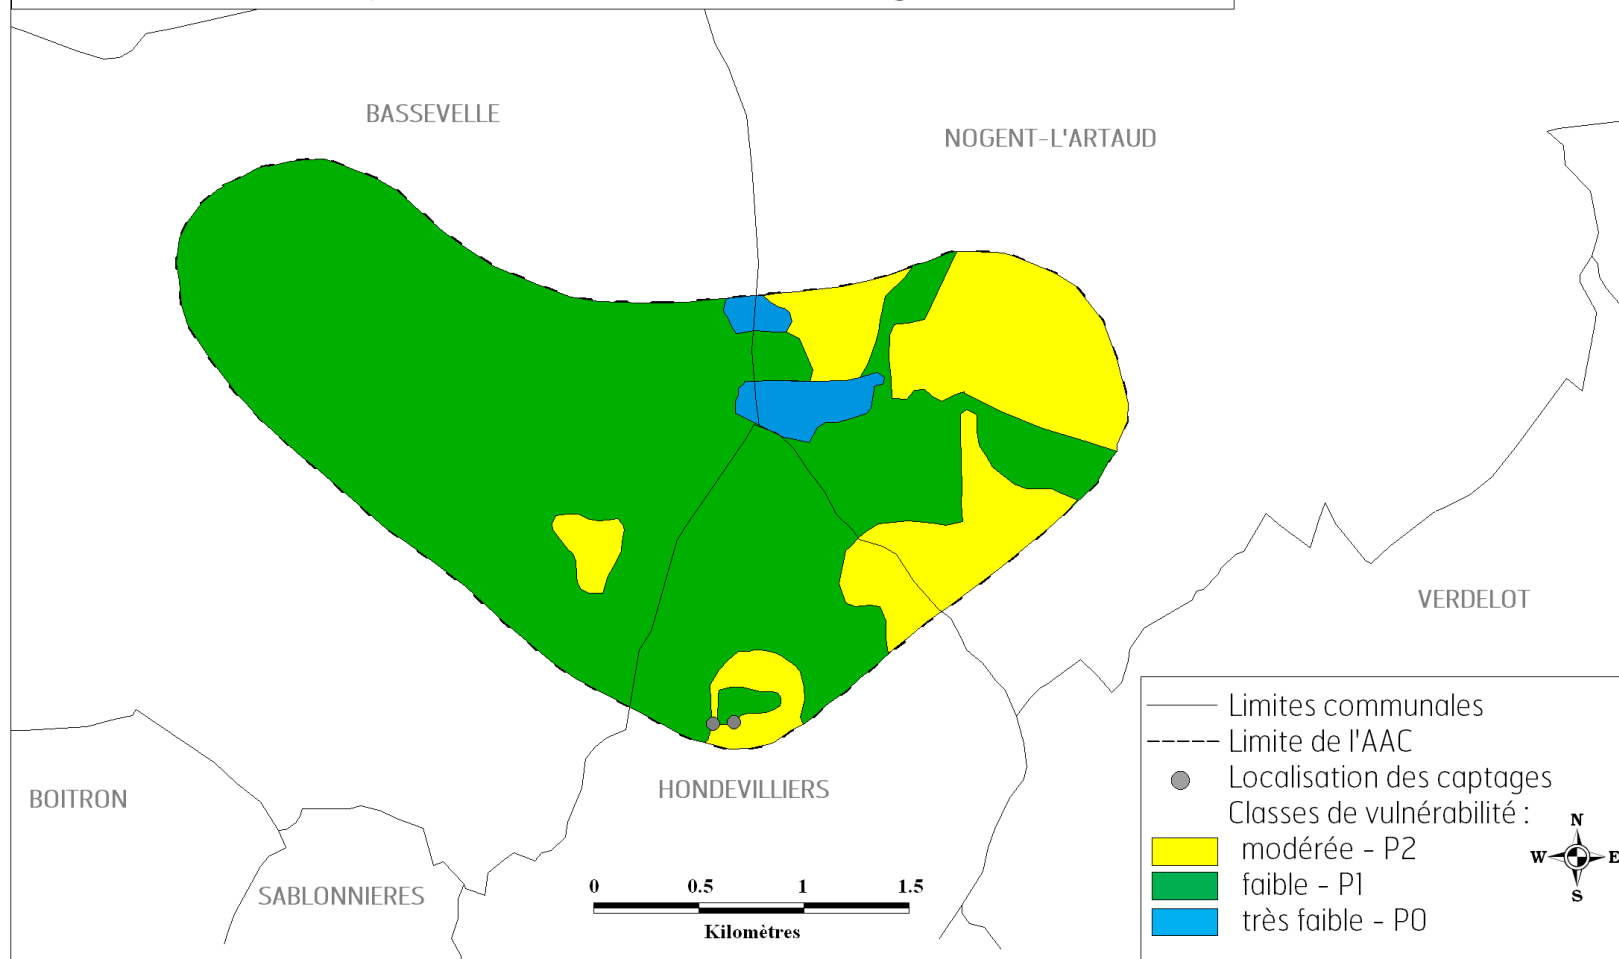 BASSEVELLE
NOGENT-L'ARTAUD
VERDELOT
Limites communales
Limite de l'AAC
Localisation des captages
Classes de vulnérabilité :
modérée - P2
faible - P1
très faible - P0
N
W E
S
HONDEVILLIERS
BOITRON
SABLONNIERES
0 0.5 1 1.5
Kilomètres